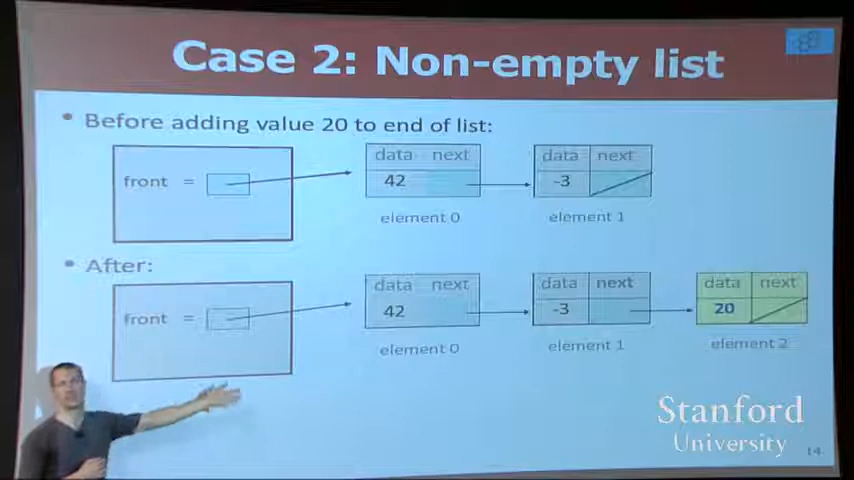 Case 2: Non-empty list
• Before adding value 20 to end of list:
front =
data next
42
element 0
data next
-3
element 1
• After:
front =
data next
42
element 0
data next
-3
element 1
data next
20
element 2
Stanford
University
14